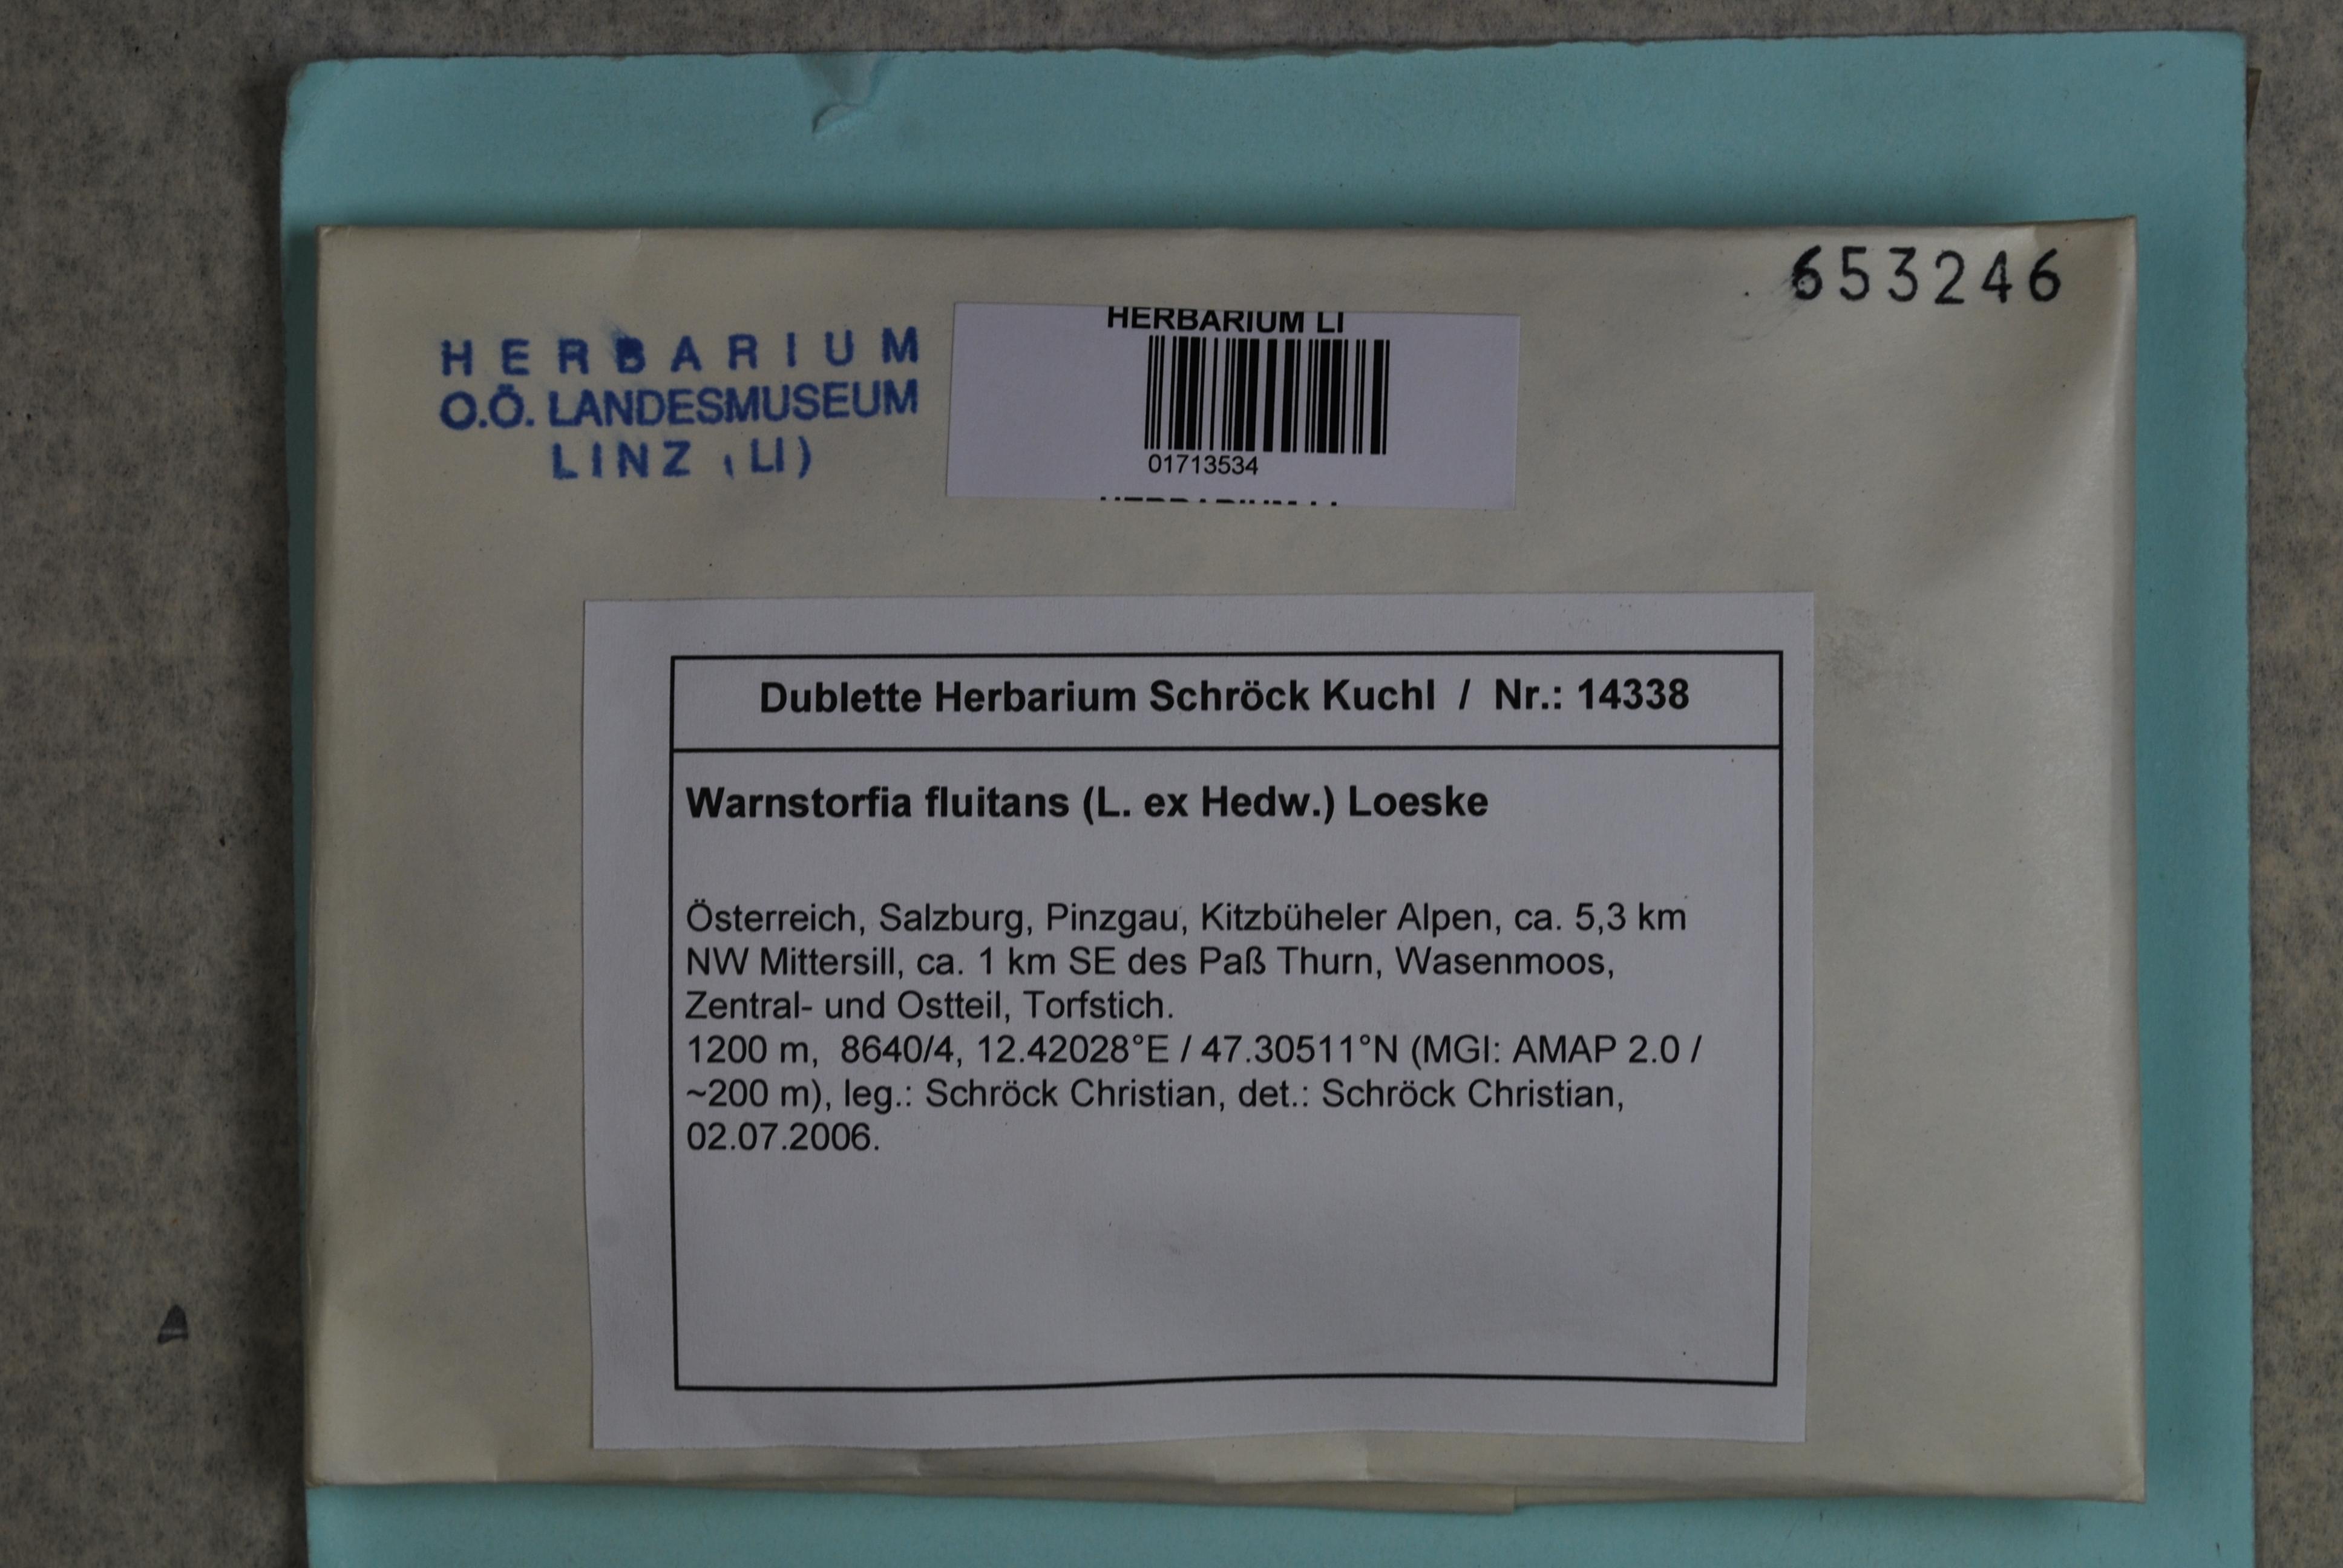 653246
HERBARIUM
O.Ö. LANDESMUSEUM
LINZ (LI)
HERBARIUM LI
01713534
HERBARIUM LI
Dublette Herbarium Schröck Kuchl / Nr.: 14338
Warnstorfia fluitans (L. ex Hedw.) Loeske
Österreich, Salzburg, Pinzgau, Kitzbüheler Alpen, ca. 5,3 km
NW Mittersill, ca. 1 km SE des Paß Thurn, Wasenmoos,
Zentral- und Ostteil, Torfstich.
1200 m, 8640/4, 12.42028°E / 47.30511°N (MGI: AMAP 2.0 /
~200 m), leg.: Schröck Christian, det.: Schröck Christian,
02.07.2006.